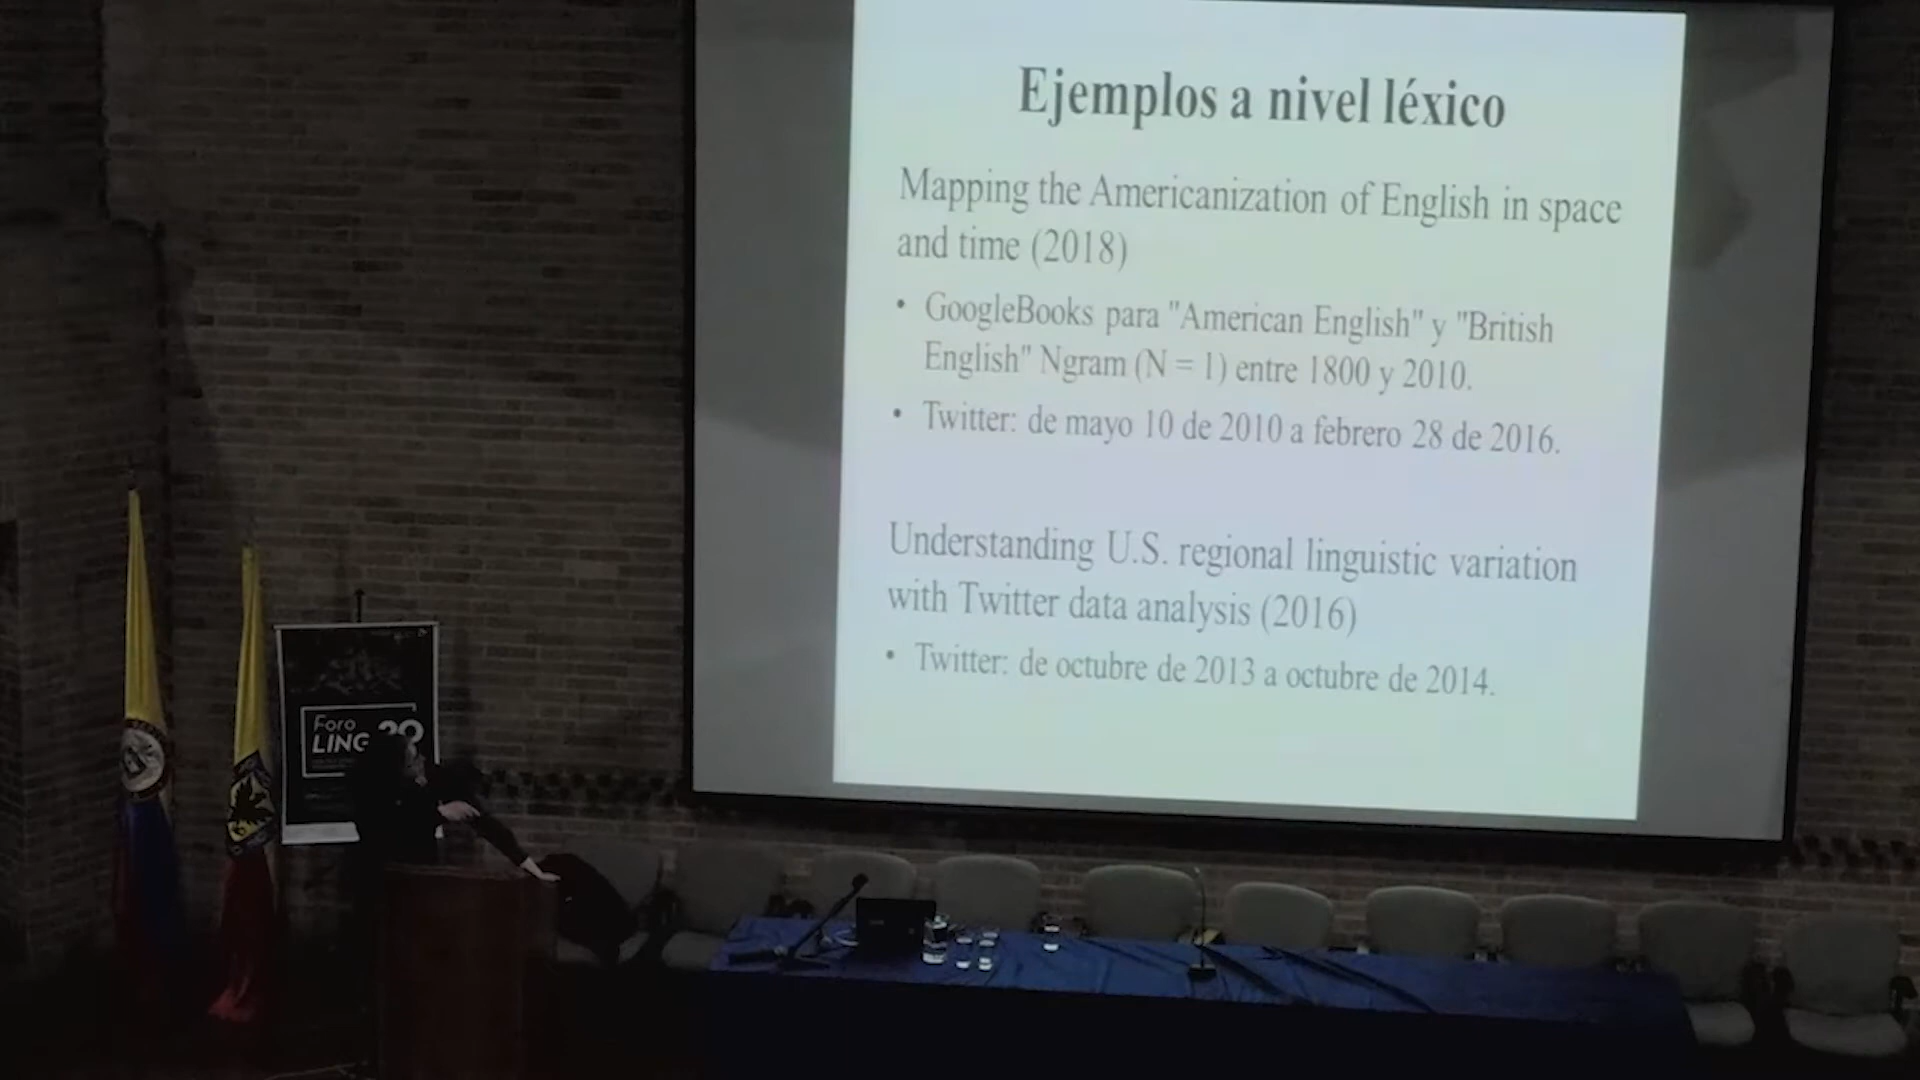 Ejemplos a nivel léxico
Mapping the Americanization of English in space
and time (2018)
• GoogleBooks para "American English" y "British
English" Ngram (N = 1) entre 1800 y 2010.
• Twitter: de mayo 10 de 2010 a febrero 28 de 2016.
Understanding U.S. regional linguistic variation
with Twitter data analysis (2016)
• Twitter: de octubre de 2013 a octubre de 2014.
Foro
LING